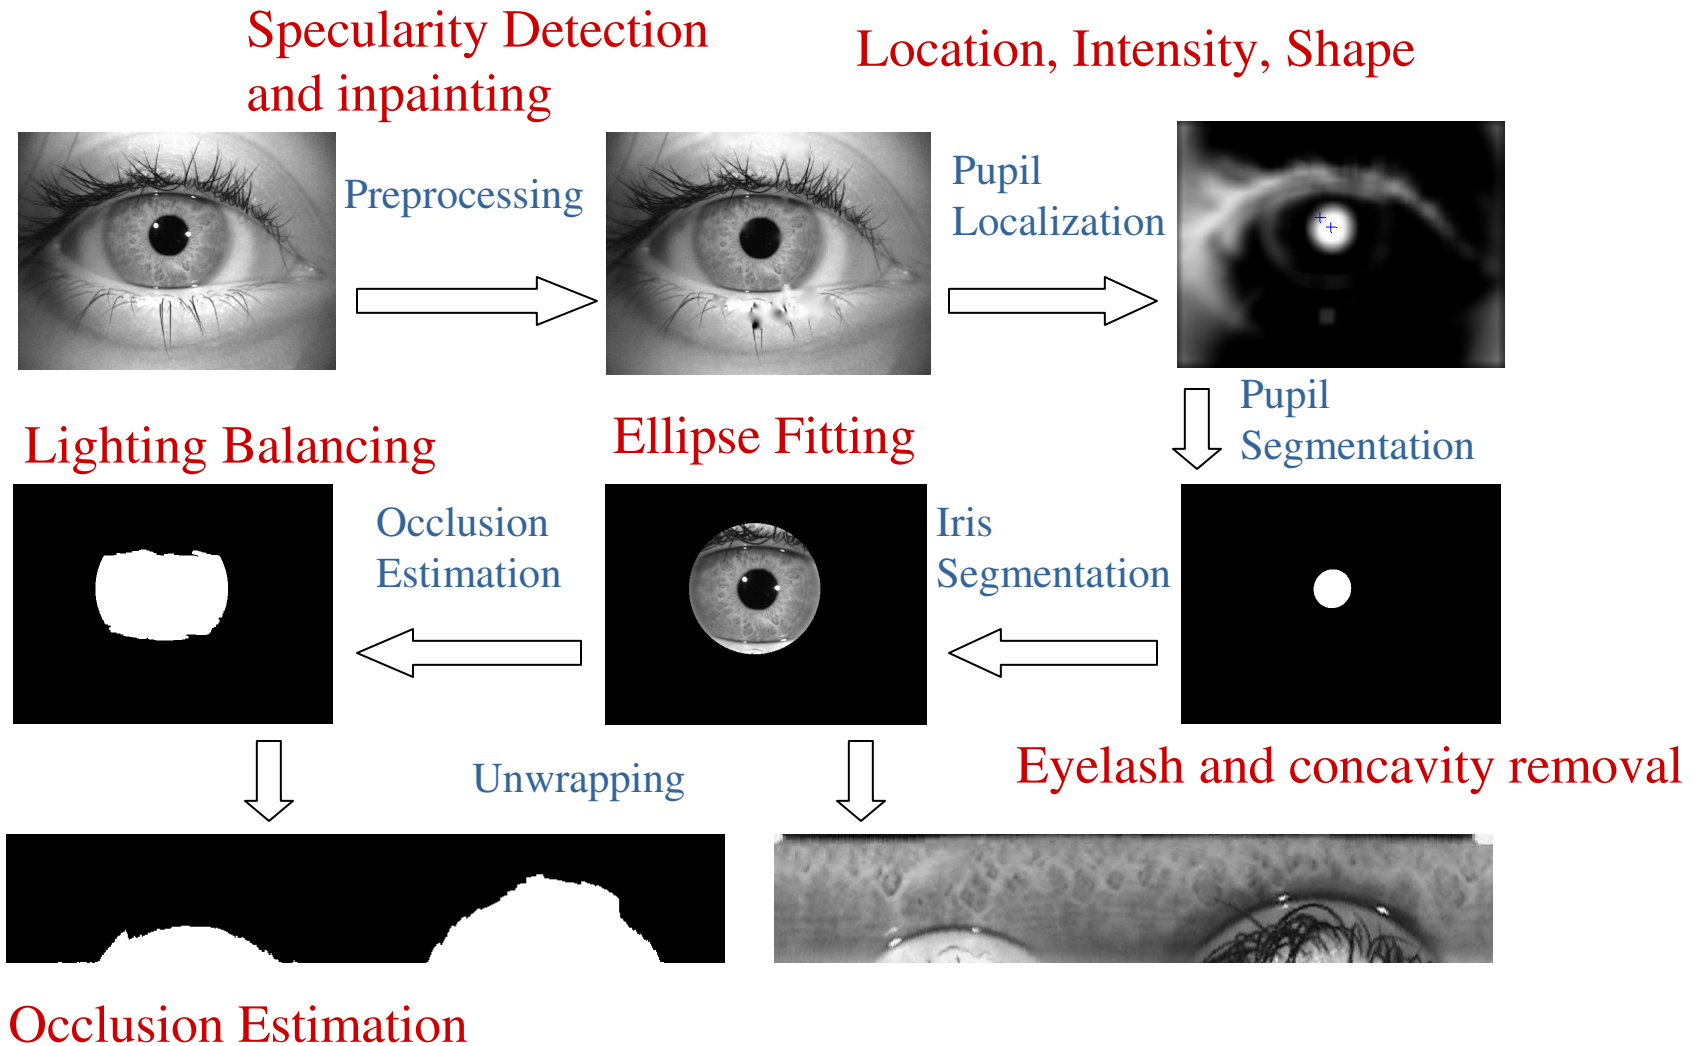 Specularity Detection
and inpainting
Location, Intensity, Shape
Preprocessing
Pupil
Localization
Pupil
Segmentation
Lighting Balancing
Ellipse Fitting
Occlusion
Estimation
Iris
Segmentation
Unwrapping
Eyelash and concavity removal
Occlusion Estimation